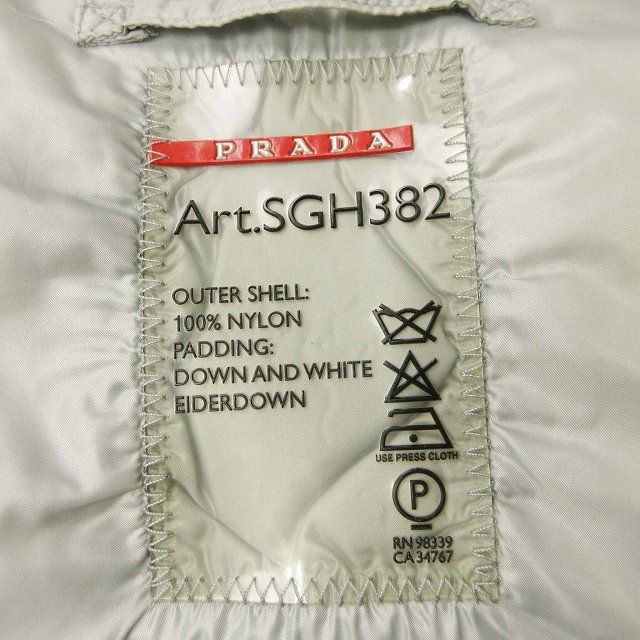 PRADA
Art.SGH382
OUTER SHELL:
100% NYLON
PADDING:
DOWN AND WHITE
EIDERDOWN
USE PRESS CLOTH
P
RN 98339
CA 34767